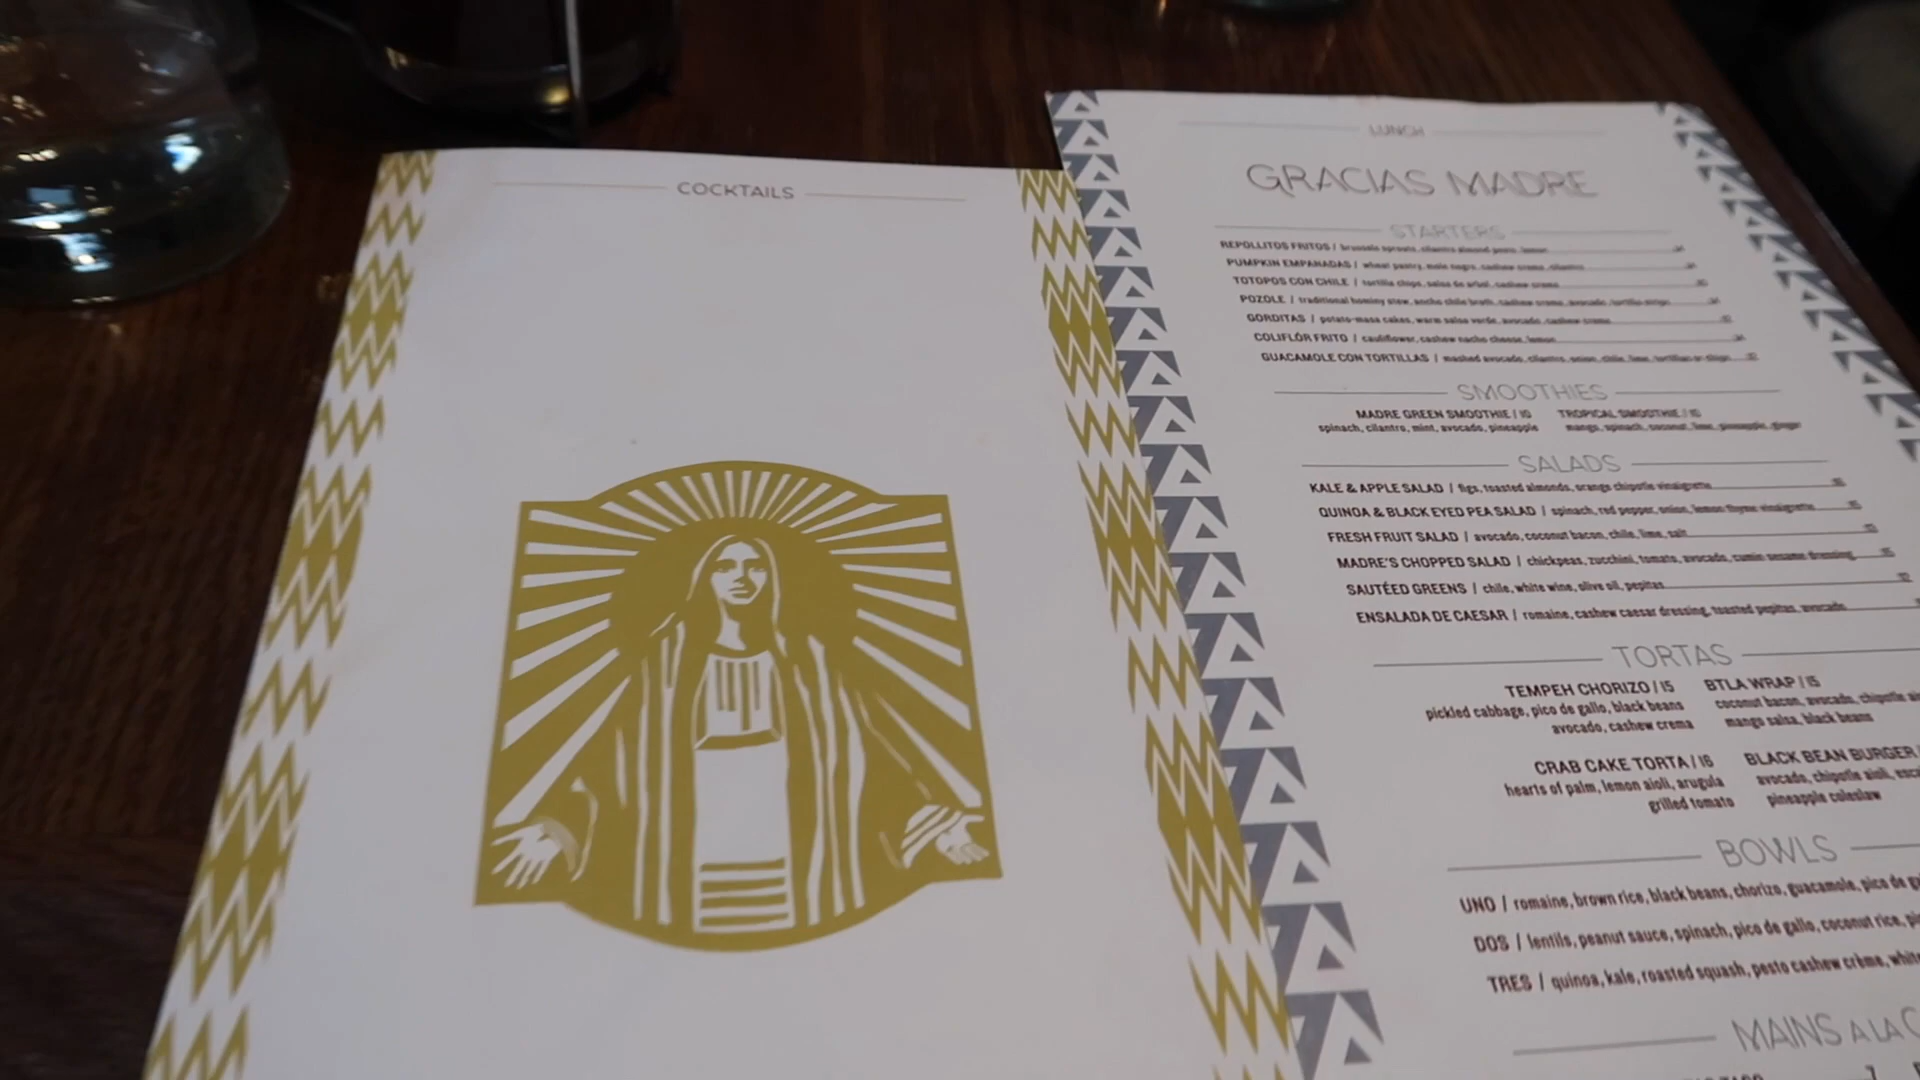 COCKTAILS
LUNCH
GRACIAS MADRE
STARTERS
REPOLLITOS FRITOS / brussels sprouts, cilantro almond pesto, lemon
PUMPKIN EMPANADAS / wheat pastry, mole negro, cashew crema, cilantro
TOTOPOS CON CHILE / tortilla chips, salsa de arbol, cashew crema
POZOLE / traditional hominy stew, ancho chile broth, cashew crema, avocado, tortilla strips
GORDITAS / potato-masa cakes, warm salsa verde, avocado, cashew crema
COLIFLÓR FRITO / cauliflower, cashew nacho cheese, lemon
GUACAMOLE CON TORTILLAS / mashed avocado, cilantro, onion, chile, lime, tortillas or chips
SMOOTHIES
MADRE GREEN SMOOTHIE / 10
spinach, cilantro, mint, avocado, pineapple
TROPICAL SMOOTHIE / 10
mango, spinach, coconut, lime, pineapple, ginger
SALADS
KALE & APPLE SALAD / figs, toasted almonds, orange chipotle vinaigrette
QUINOA & BLACK EYED PEA SALAD / spinach, red pepper, onion, lemon thyme vinaigrette
FRESH FRUIT SALAD / avocado, coconut bacon, chile, lime, salt
MADRE'S CHOPPED SALAD / chickpeas, zucchini, tomato, avocado, cumin sesame dressing
SAUTÉED GREENS / chile, white wine, olive oil, pepitas
ENSALADA DE CAESAR / romaine, cashew caesar dressing, toasted pepitas, avocado
TORTAS
TEMPEH CHORIZO / 15
pickled cabbage, pico de gallo, black beans
avocado, cashew crema
BTLA WRAP / 15
coconut bacon, avocado, chipotle
mango salsa, black beans
CRAB CAKE TORTA / 16
hearts of palm, lemon aioli, arugula
grilled tomato
BLACK BEAN BURGER /
avocado, chipotle aioli,
pineapple coleslaw
BOWLS
UNO / romaine, brown rice, black beans, chorizo, guacamole, pico de
DOS / lentils, peanut sauce, spinach, pico de gallo, coconut rice,
TRES / quinoa, kale, roasted squash, pesto cashew crème, white
MAINS A LA